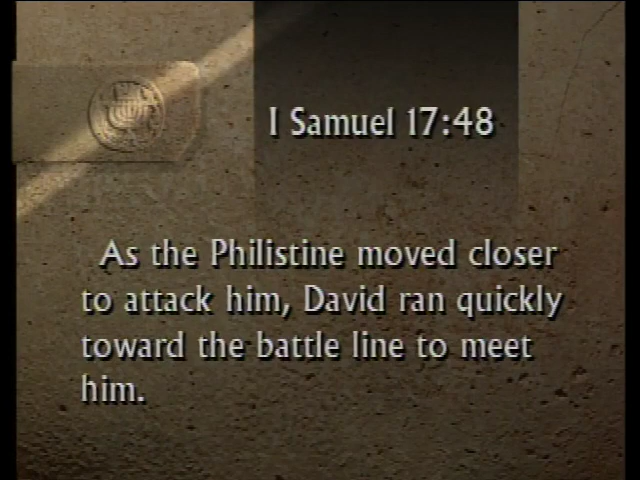 I Samuel 17:48
As the Philistine moved closer
to attack him, David ran quickly
toward the battle line to meet
him.